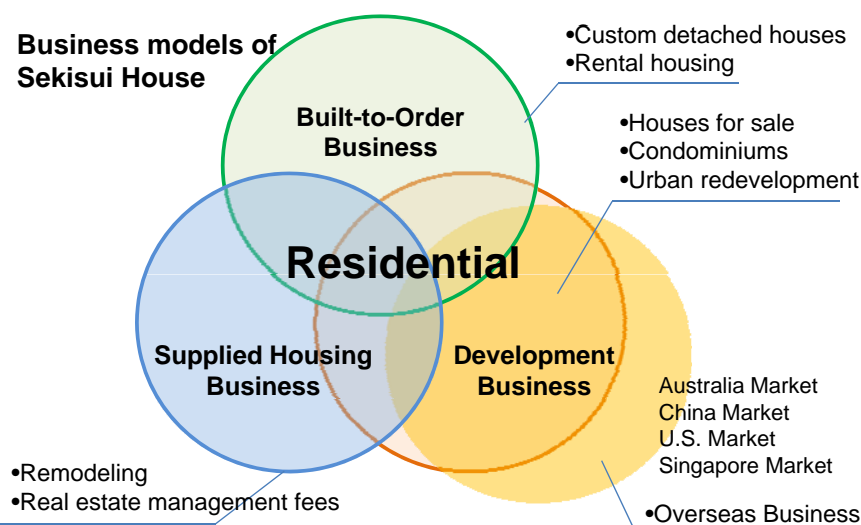 Business models of
Sekisui House
•Custom detached houses
•Rental housing
Built-to-Order
Business
•Houses for sale
•Condominiums
•Urban redevelopment
Residential
Supplied Housing
Business
Development
Business
Australia Market
China Market
U.S. Market
Singapore Market
•Remodeling
•Real estate management fees
•Overseas Business